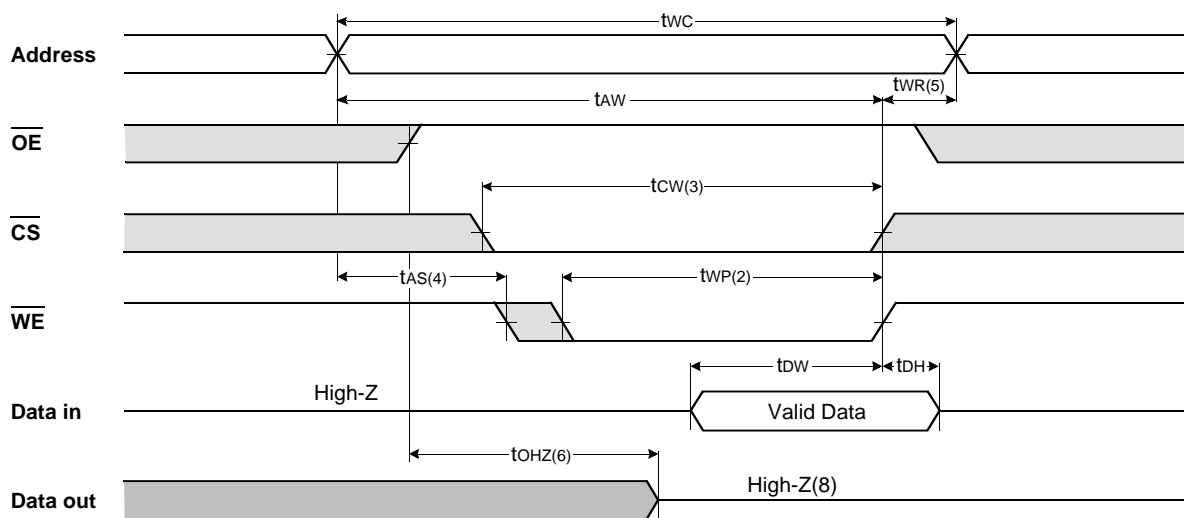 tWC
Address
tAW
tWR(5)
OE
tCW(3)
CS
tAS(4)
tWP(2)
WE
tDW
tDH
High-Z
Data in
Valid Data
tOHZ(6)
High-Z(8)
Data out